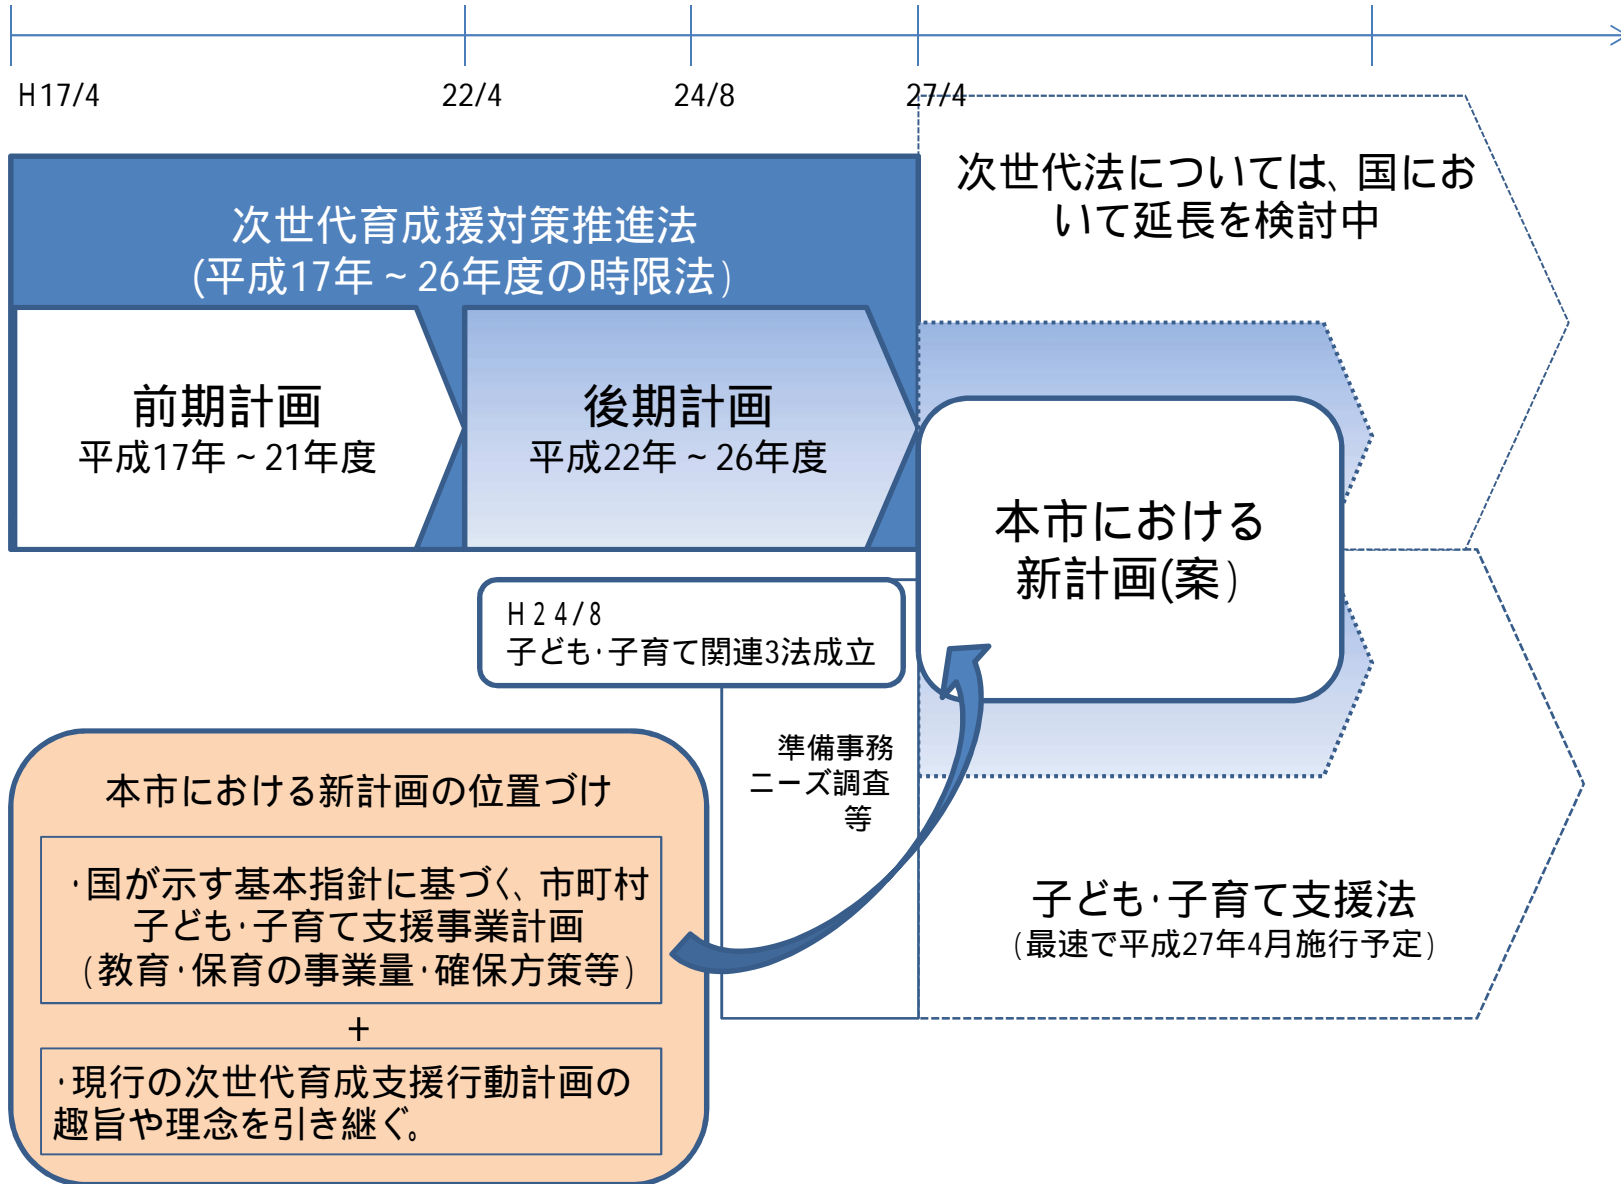 H17/4
22/4
24/8
27/4
次世代法については、国にお
いて延長を検討中
次世代育成援対策推進法
(平成17年~26年度の時限法)
前期計画
平成17年~21年度
後期計画
平成22年~26年度
本市における
新計画(案)
H24/8
子ども・子育て関連3法成立
準備事務
ニーズ調査
等
本市における新計画の位置づけ
・国が示す基本指針に基づく、市町村
子ども・子育て支援事業計画
(教育・保育の事業量・確保方策等)
+
・現行の次世代育成支援行動計画の
趣旨や理念を引き継ぐ。
子ども・子育て支援法
(最速で平成27年4月施行予定)